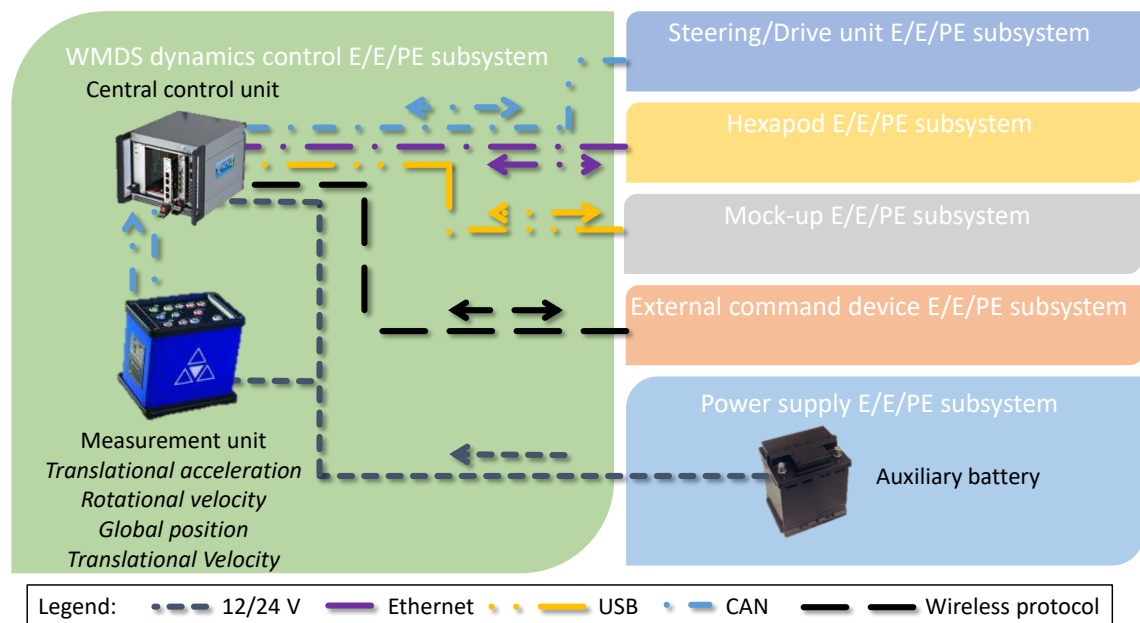 WMDS dynamics control E/E/PE subsystem
Central control unit
Measurement unit
Translational acceleration
Rotational velocity
Global position
Translational Velocity
Steering/Drive unit E/E/PE subsystem
Hexapod E/E/PE subsystem
Mock-up E/E/PE subsystem
External command device E/E/PE subsystem
Power supply E/E/PE subsystem
Auxiliary battery
Legend: 12/24 V Ethernet USB CAN Wireless protocol